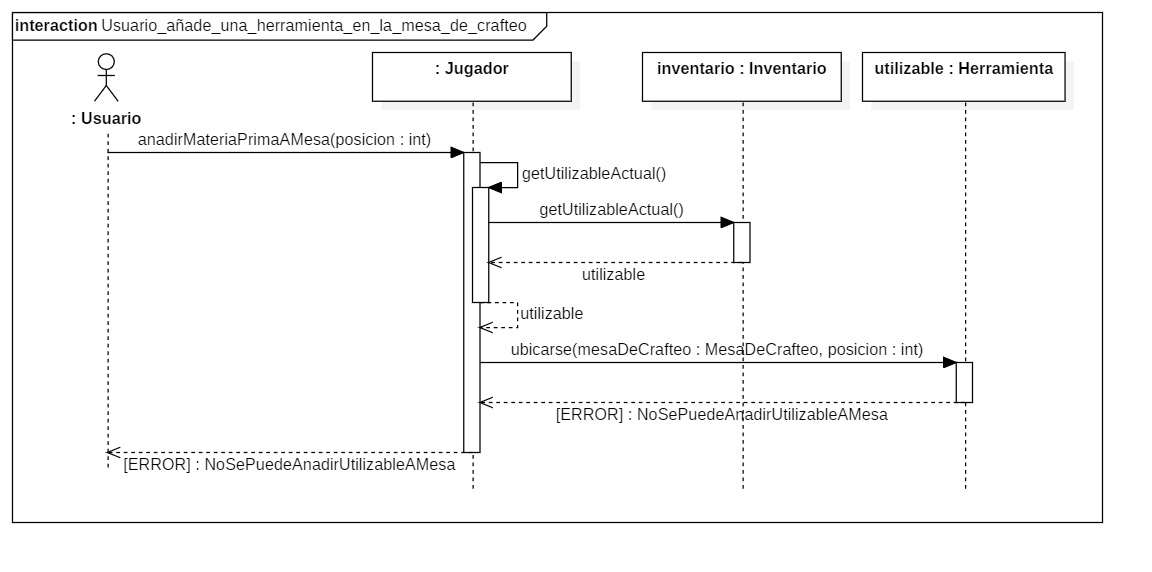 interaction Usuario_añade_una_herramienta_en_la_mesa_de_crafteo
: Usuario
: Jugador
inventario : Inventario
utilizable : Herramienta
anadirMateriaPrimaAMesa(posicion : int)
getUtilizableActual()
getUtilizableActual()
utilizable
utilizable
ubicarse(mesaDeCrafteo : MesaDeCrafteo, posicion : int)
[ERROR] : NoSePuedeAnadirUtilizableAMesa
[ERROR] : NoSePuedeAnadirUtilizableAMesa